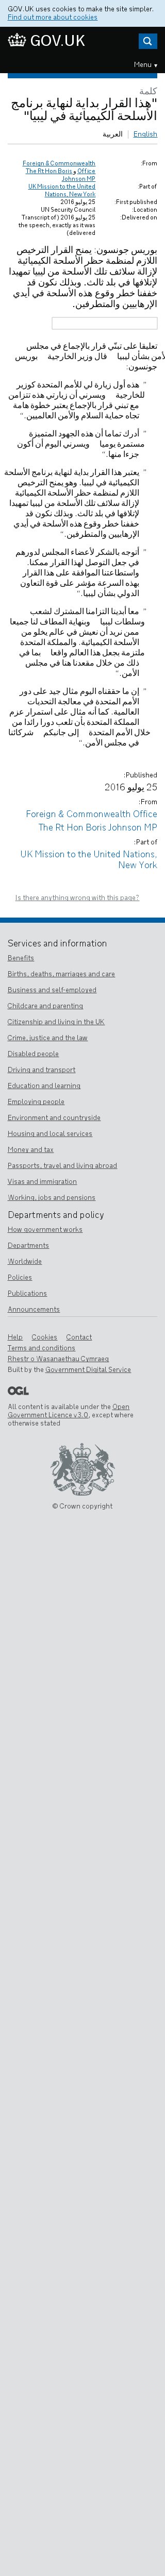 GOV.UK uses cookies to make the site simpler.
Find out more about cookies
GOV.UK
Menu ▾
كلمة
"هذا القرار بداية لنهاية برنامج
الأسلحة الكيميائية في ليبيا"
English | العربية
From:
Foreign & Commonwealth
Office و The Rt Hon Boris
Johnson MP
Part of:
UK Mission to the United
Nations, New York
First published:
25 يوليو 2016
Location:
UN Security Council
Delivered on:
25 يوليو 2016 (Transcript of
the speech, exactly as it was
delivered)
بوريس جونسون: يمنح القرار الترخيص
اللازم لمنظمة حظر الأسلحة الكيميائية
ولائتلاف تلك الأسلحة من ليبيا تمهيدا
لإتلافها في بلد ثالث. وبذلك نكون قد
خفّفنا خطر وقوع هذه الأسلحة في أيدي
الإرهابيين والمتطرفين.
تعليقا على تبنّي قرار بالإجماع في مجلس
الأمن بشأن ليبيا قال وزير الخارجية بوريس
جونسون:
" هذه أول زيارة لي للأمم المتحدة كوزير
للخارجية ويسرني أن زيارتي هذه تتزامن
مع تبني قرار بالإجماع يعتبر خطوة هامة
تجاه حماية السلام والأمن العالميين."
" أدرك تماما أن هذه الجهود المتميزة
مستمرة يوميا ويسرني اليوم أن أكون
جزءا منها."
" يعتبر هذا القرار بداية لنهاية برنامج الأسلحة
الكيميائية في ليبيا وهو يمنح الترخيص
اللازم لمنظمة حظر الأسلحة الكيميائية
ولائتلاف تلك الأسلحة من ليبيا تمهيدا
لإتلافها في بلد ثالث. وبذلك نكون قد
خففنا خطر وقوع هذه الأسلحة في أيدي
الإرهابيين والمتطرفين."
" أتوجه بالشكر لأعضاء المجلس لدورهم
في جعل التوصل لهذا القرار ممكنا.
واستطعنا الموافقة على هذا القرار
بهذه السرعة مؤشر على قوة التعاون
الدولي بشأن ليبيا."
" معا أبدينا التزامنا المشترك لشعب
وسلطات ليبيا وبنهاية المطاف لنا جميعا
ممن نريد أن نعيش في عالم يخلو من
أسلحة الدمار الشامل. علينا أن نظل
ملتزمين بجعل هذا العالم واقعا بما في
ذلك من خلال مقعدنا هنا في مجلس
الأمن."
" إن ما حققناه اليوم مثال جيد على دور
الأمم المتحدة في معالجة التحديات
العالمية كما أنه مثال على استمرار عزم
المملكة المتحدة بأن تلعب دورا رائدا من
خلال الأمم المتحدة إلى جانبكم شركائنا
في مجلس الأمن."
Published:
25 يوليو 2016
From:
Foreign & Commonwealth Office
The Rt Hon Boris Johnson MP
Part of:
UK Mission to the United Nations,
New York
Is there anything wrong with this page?
Services and information
Benefits
Births, deaths, marriages and care
Business and self-employed
Childcare and parenting
Citizenship and living in the UK
Crime, justice and the law
Disabled people
Driving and transport
Education and learning
Employing people
Environment and countryside
Housing and local services
Money and tax
Passports, travel and living abroad
Visas and immigration
Working, jobs and pensions
Departments and policy
How government works
Departments
Worldwide
Policies
Publications
Announcements
Help Cookies Contact
Terms and conditions
Rhestr o Wasanaethau Cymraeg
Built by the Government Digital Service
OGL
All content is available under the Open
Government Licence v3.0, except where
otherwise stated
© Crown copyright